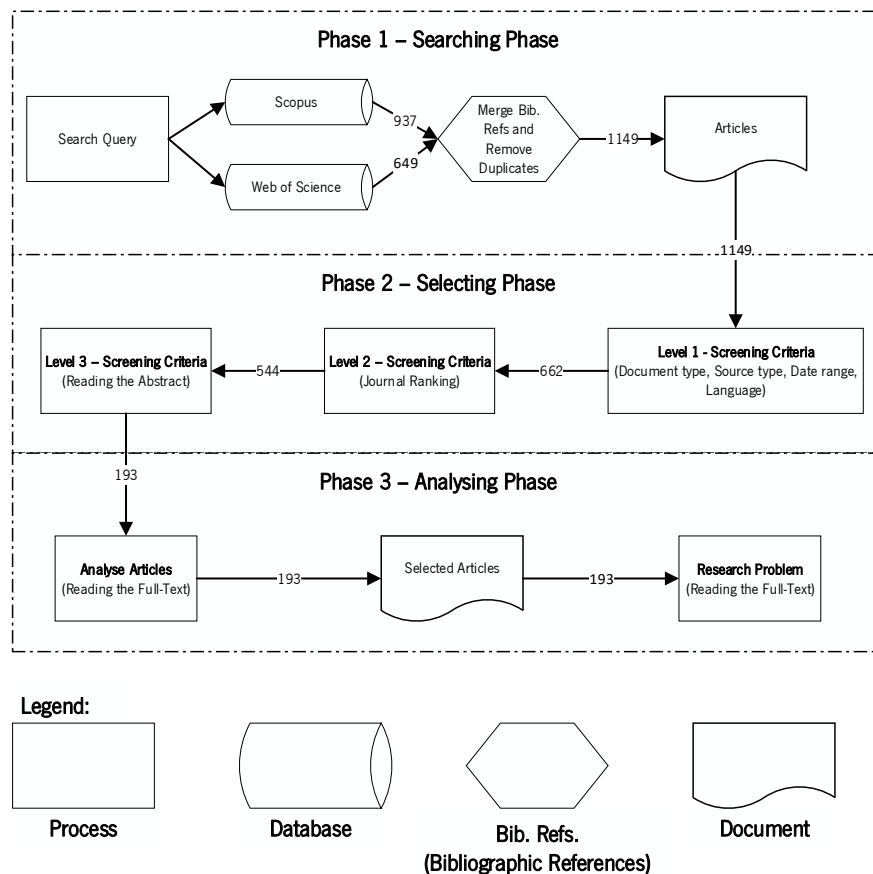 Phase 1 – Searching Phase
Search Query
Scopus
937
Web of Science
649
Merge Bib.
Refs and
Remove
Duplicates
1149
Articles
1149
Phase 2 – Selecting Phase
Level 3 – Screening Criteria
(Reading the Abstract)
544
Level 2 – Screening Criteria
(Journal Ranking)
662
Level 1 - Screening Criteria
(Document type, Source type, Date range,
Language)
193
Phase 3 – Analysing Phase
Analyse Articles
(Reading the Full-Text)
193
Selected Articles
193
Research Problem
(Reading the Full-Text)
Legend:
Process
Database
Bib. Refs.
(Bibliographic References)
Document